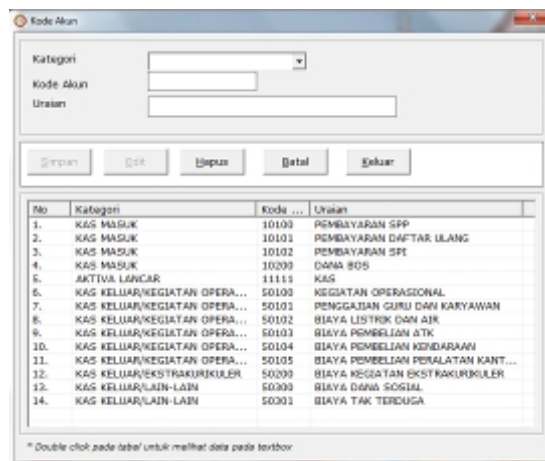 Kode Akun
Kategori
Kode Akun
Uraian
Simpan Edit Hapus Batal Keluar
No Kategori Kode ... Uraian
1. KAS MASUK 10100 PEMBAYARAN SPP
2. KAS MASUK 10101 PEMBAYARAN DAFTAR ULANG
3. KAS MASUK 10102 PEMBAYARAN SPI
4. KAS MASUK 10200 DANA BOS
5. AKTIVA LANCAR 11111 KAS
6. KAS KELUAR/KEGIATAN OPERA... 50100 KEGIATAN OPERASIONAL
7. KAS KELUAR/KEGIATAN OPERA... 50101 PENGGAJIAN GURU DAN KARYAWAN
8. KAS KELUAR/KEGIATAN OPERA... 50102 BIAYA LISTRIK DAN AIR
9. KAS KELUAR/KEGIATAN OPERA... 50103 BIAYA PEMBELIAN ATK
10. KAS KELUAR/KEGIATAN OPERA... 50104 BIAYA PEMBELIAN KENDARAAN
11. KAS KELUAR/KEGIATAN OPERA... 50105 BIAYA PEMBELIAN PERALATAN KANT...
12. KAS KELUAR/EKSTRAKURIKULER 50200 BIAYA KEGIATAN EKSTRAKURIKULER
13. KAS KELUAR/LAIN-LAIN 50300 BIAYA DANA SOSIAL
14. KAS KELUAR/LAIN-LAIN 50301 BIAYA TAK TERDUGA
* Double click pada tabel untuk melihat data pada textbox